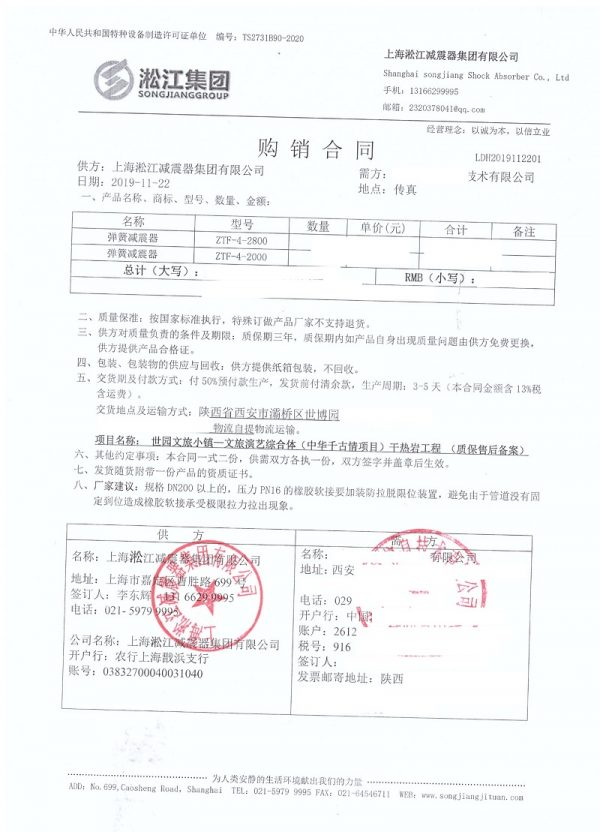 中华人民共和国特种设备制造许可证单位 编号：TS2731B90-2020
淞江集团
SONGJIANGGROUP
上海淞江减震器集团有限公司
Shanghai songjiang Shock Absorber Co., Ltd
手机：13166299995
邮箱：2320378041@qq.com
经营理念：以诚为本，以信立业
购销合同
LDH2019112201
供方：上海淞江减震器集团有限公司
需方： 技术有限公司
日期：2019-11-22
地点：传真
一、产品名称、商标、型号、数量、金额：
名称 型号 数量 单价(元) 合计 备注
弹簧减震器 ZTF-4-2800
弹簧减震器 ZTF-4-2000
总计（大写）： RMB（小写）：
二、质量保准：按国家标准执行，特殊订做产品厂家不支持退货。
三、供方对质量负责的条件及期限：质保期三年，质保期内如产品自身出现质量问题由供方免费更换，
供方提供产品合格证。
四、包装、包装物的供应与回收：供方提供纸箱包装，不回收。
五、交货期及付款方式：付 50%预付款生产，发货前付清余款，生产周期：3-5 天（本合同金额含 13%税
含运费）。
交货地点及运输方式：陕西省西安市灞桥区世博园
物流自提物流运输。
项目名称： 世园文旅小镇—文旅演艺综合体（中华千古情项目）干热岩工程 （质保售后备案）
六、其他约定事项：本合同一式二份，供需双方各执一份，双方签字并盖章后生效。
七、发货随货附带一份产品的资质证书。
八、厂家建议：规格 DN200 以上的，压力 PN16 的橡胶软接要加装防拉脱限位装置，避免由于管道没有固
定到位造成橡胶软接承受极限拉力拉出现象。
供 方
需 方
名称：上海淞江减震器集团有限公司
地址：上海市嘉定区曹胜路 699 号
签订人：李东辉 131 6629 9995
电话：021- 5979 9995
公司名称：上海淞江减震器集团有限公司
开户行：农行上海戬浜支行
账号：03832700040031040
名称： 有限公司
地址：西安
电话：029
开户行：中国
账户：2612
税号：916
签订人：
发票邮寄地址：陕西
为人类安静的生活环境献出我们的力量
ADD: No.699,Caosheng Road, Shanghai TEL: 021-5979 9995 FAX: 021-64546711 WEB: www.songjiangjituan.com